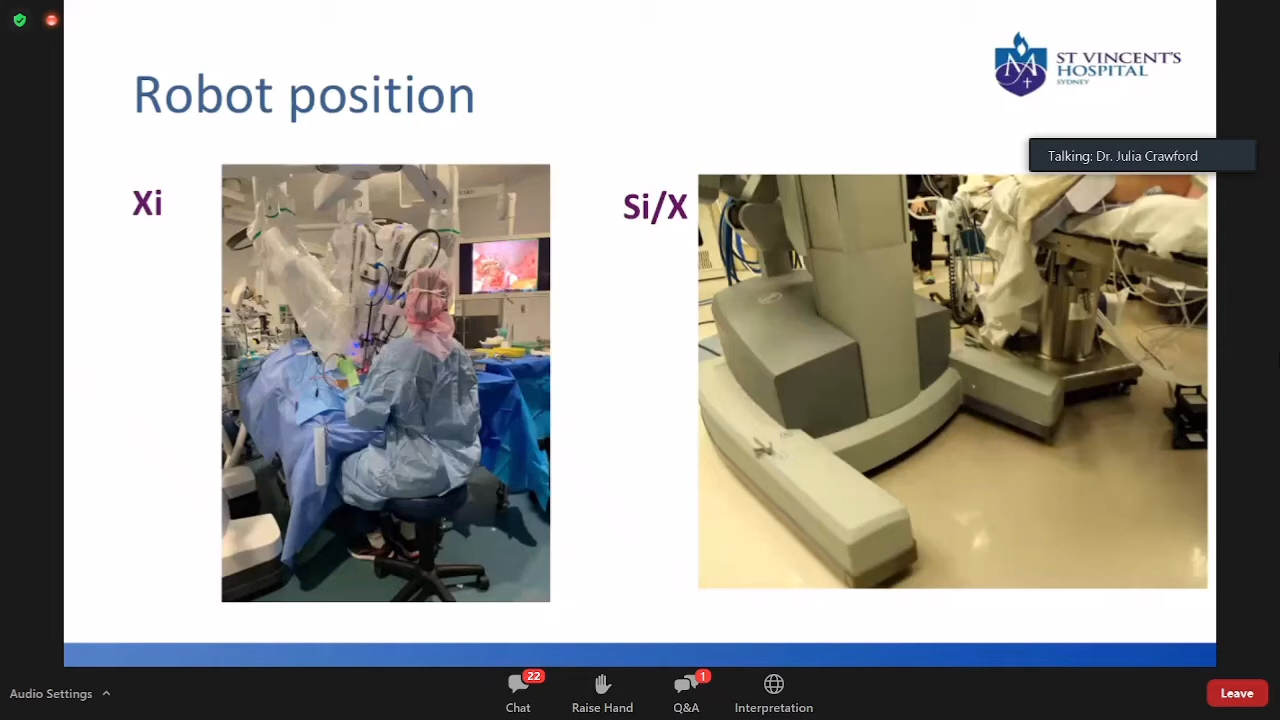 Robot position
ST VINCENT'S
HOSPITAL
SYDNEY
Talking: Dr. Julia Crawford
Xi
Si/X
Audio Settings
22
Chat
Raise Hand
1
Q&A
Interpretation
Leave